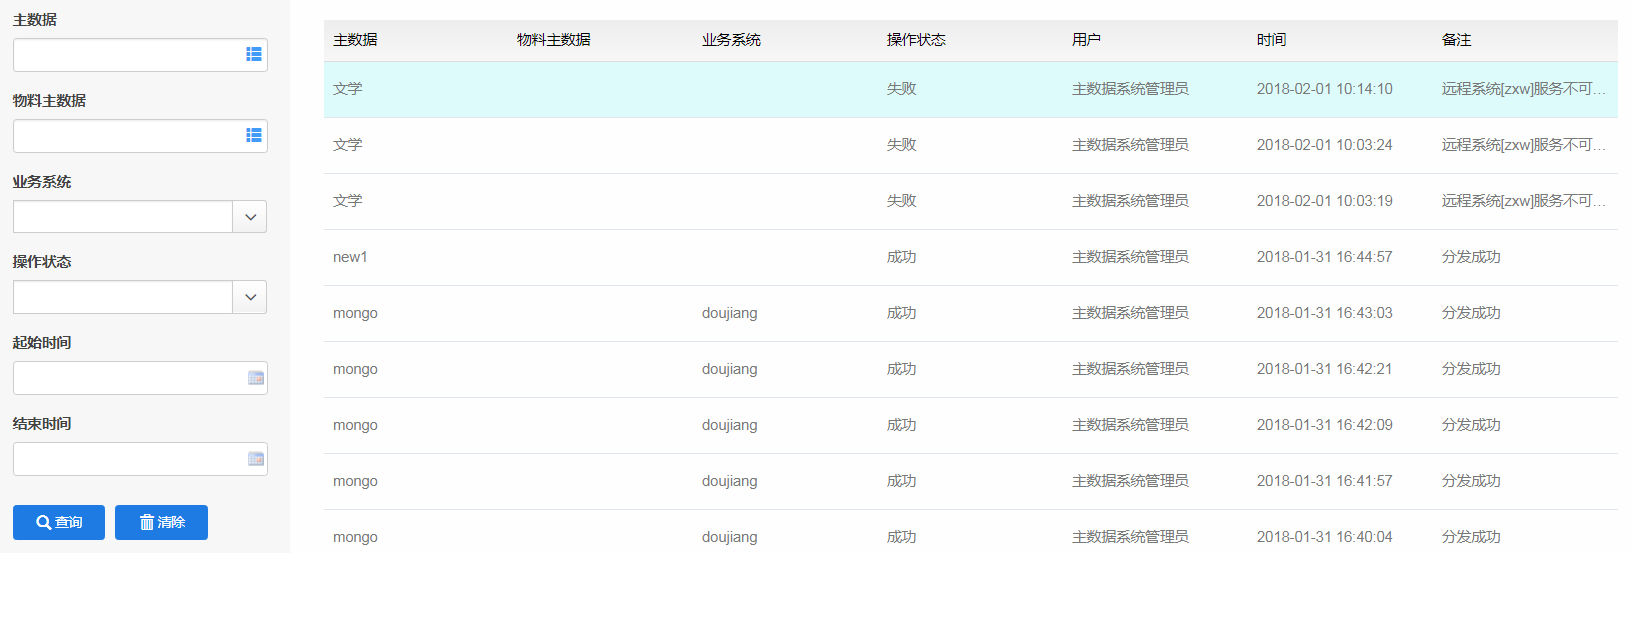 主数据
物料主数据
业务系统
操作状态
起始时间
结束时间
查询 清除
主数据 物料主数据 业务系统 操作状态 用户 时间 备注
文学 失败 主数据系统管理员 2018-02-01 10:14:10 远程系统[zxw]服务不可...
文学 失败 主数据系统管理员 2018-02-01 10:03:24 远程系统[zxw]服务不可...
文学 失败 主数据系统管理员 2018-02-01 10:03:19 远程系统[zxw]服务不可...
new1 成功 主数据系统管理员 2018-01-31 16:44:57 分发成功
mongo doujiang 成功 主数据系统管理员 2018-01-31 16:43:03 分发成功
mongo doujiang 成功 主数据系统管理员 2018-01-31 16:42:21 分发成功
mongo doujiang 成功 主数据系统管理员 2018-01-31 16:42:09 分发成功
mongo doujiang 成功 主数据系统管理员 2018-01-31 16:41:57 分发成功
mongo doujiang 成功 主数据系统管理员 2018-01-31 16:40:04 分发成功